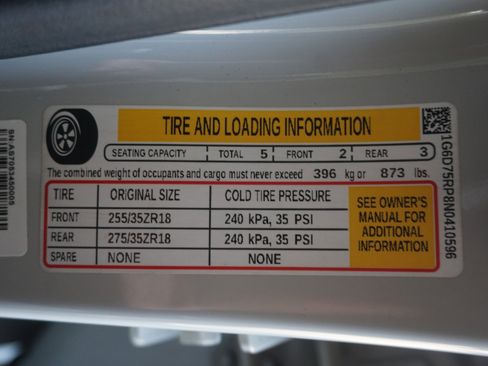 TIRE AND LOADING INFORMATION
SEATING CAPACITY TOTAL 5 FRONT 2 REAR 3
The combined weight of occupants and cargo must never exceed 396 kg or 873 lbs.
TIRE ORIGINAL SIZE COLD TIRE PRESSURE
FRONT 255/35ZR18 240 kPa, 35 PSI
REAR 275/35ZR18 240 kPa, 35 PSI
SPARE NONE NONE
SEE OWNER'S
MANUAL FOR
ADDITIONAL
INFORMATION
1G6D75RP8N0410596